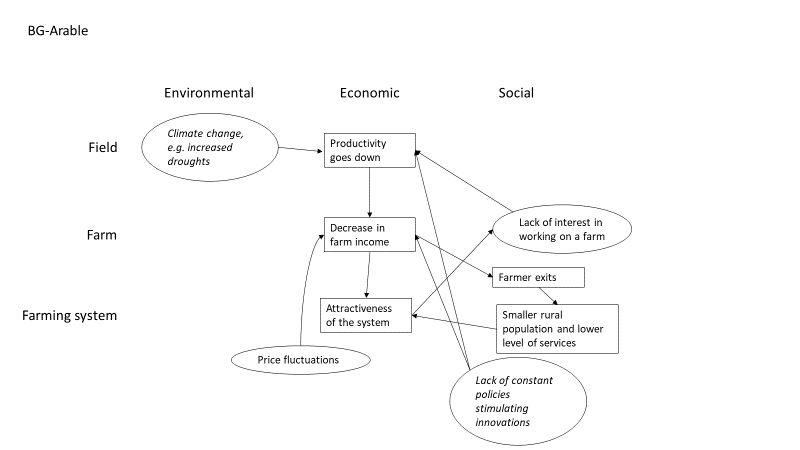 BG-Arable
Environmental
Economic
Social
Field
Climate change,
e.g. increased
droughts
Productivity
goes down
Farm
Decrease in
farm income
Lack of interest in
working on a farm
Farmer exits
Farming system
Attractiveness
of the system
Smaller rural
population and lower
level of services
Price fluctuations
Lack of constant
policies
stimulating
innovations